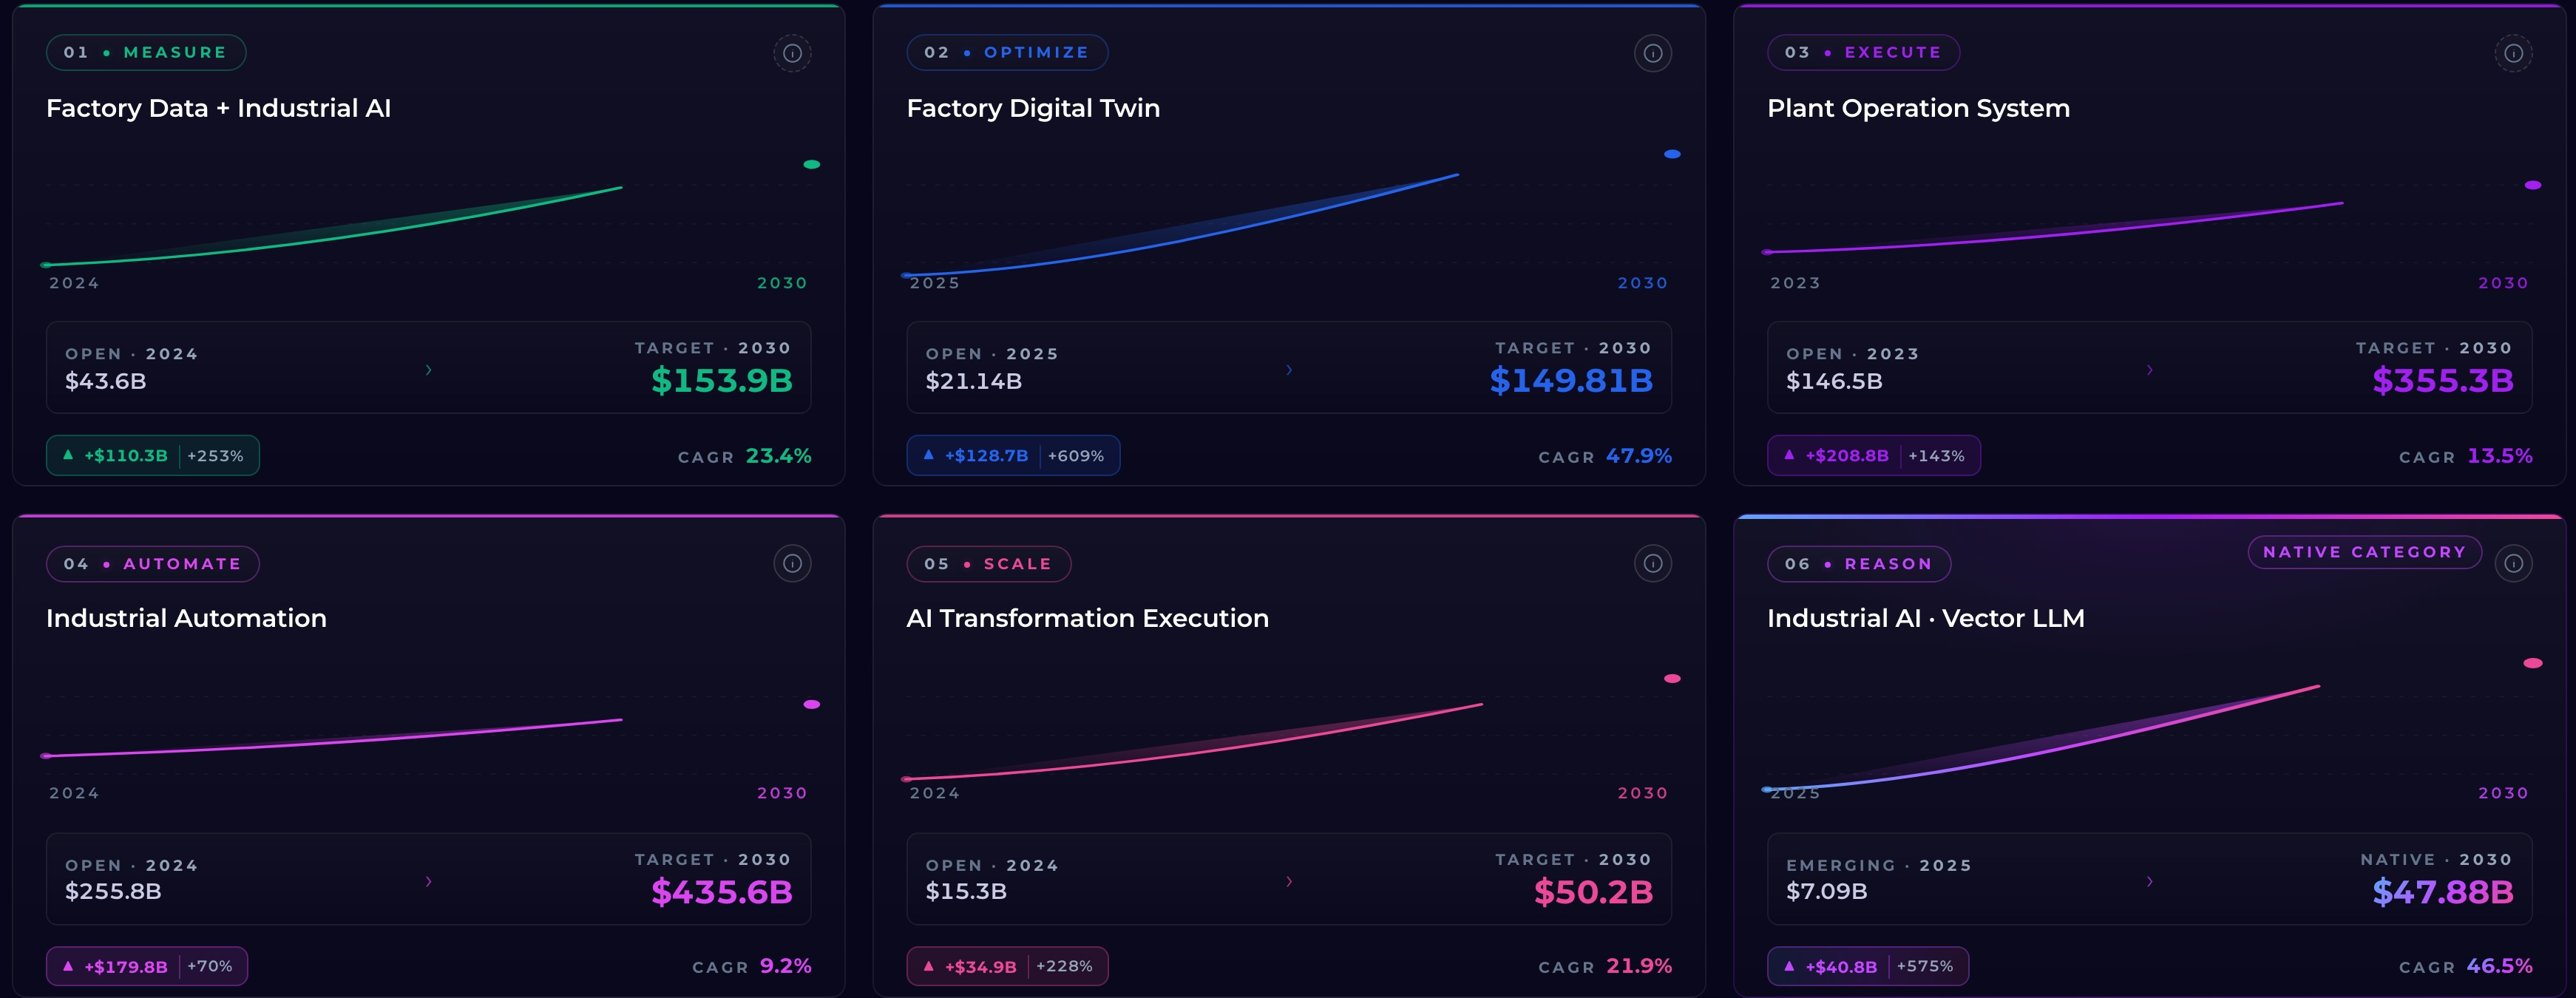 01 • MEASURE
Factory Data + Industrial AI
2024 2030
OPEN · 2024
$43.6B
›
TARGET · 2030
$153.9B
▲ +$110.3B | +253%
CAGR 23.4%
02 • OPTIMIZE
Factory Digital Twin
2025 2030
OPEN · 2025
$21.14B
›
TARGET · 2030
$149.81B
▲ +$128.7B | +609%
CAGR 47.9%
03 • EXECUTE
Plant Operation System
2023 2030
OPEN · 2023
$146.5B
›
TARGET · 2030
$355.3B
▲ +$208.8B | +143%
CAGR 13.5%
04 • AUTOMATE
Industrial Automation
2024 2030
OPEN · 2024
$255.8B
›
TARGET · 2030
$435.6B
▲ +$179.8B | +70%
CAGR 9.2%
05 • SCALE
AI Transformation Execution
2024 2030
OPEN · 2024
$15.3B
›
TARGET · 2030
$50.2B
▲ +$34.9B | +228%
CAGR 21.9%
06 • REASON
NATIVE CATEGORY
Industrial AI · Vector LLM
2025 2030
EMERGING · 2025
$7.09B
›
NATIVE · 2030
$47.88B
▲ +$40.8B | +575%
CAGR 46.5%